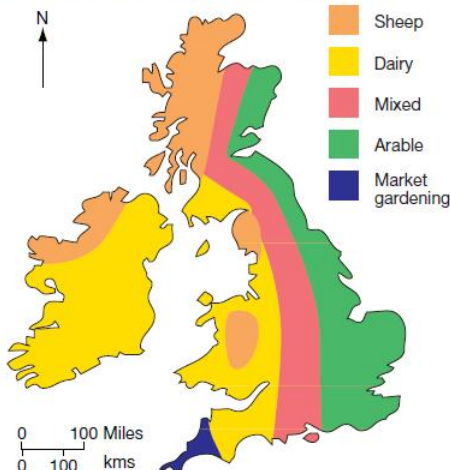 N
Sheep
Dairy
Mixed
Arable
Market
gardening
0 100 Miles
0 100 kms